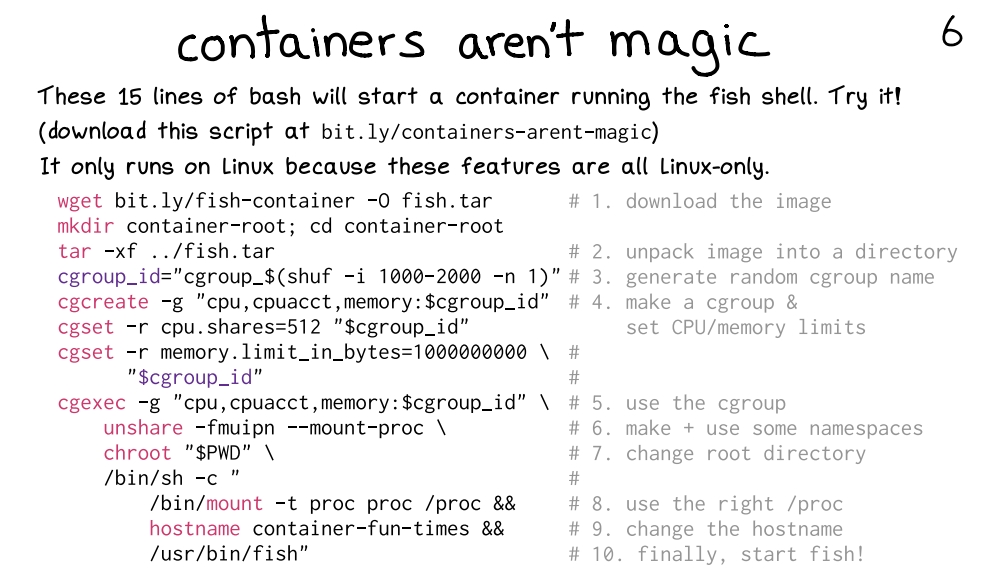 containers aren't magic
6
These 15 lines of bash will start a container running the fish shell. Try it!
(download this script at bit.ly/containers-arent-magic)
It only runs on Linux because these features are all Linux-only.
wget bit.ly/fish-container -O fish.tar # 1. download the image
mkdir container-root; cd container-root
tar -xf ../fish.tar # 2. unpack image into a directory
cgroup_id="cgroup_$(shuf -i 1000-2000 -n 1)" # 3. generate random cgroup name
cgcreate -g "cpu,cpuacct,memory:$cgroup_id" # 4. make a cgroup &
cgset -r cpu.shares=512 "$cgroup_id" set CPU/memory limits
cgset -r memory.limit_in_bytes=1000000000 \ #
"$cgroup_id" #
cgexec -g "cpu,cpuacct,memory:$cgroup_id" \ # 5. use the cgroup
unshare -fmuipn --mount-proc \ # 6. make + use some namespaces
chroot "$PWD" \ # 7. change root directory
/bin/sh -c " #
/bin/mount -t proc proc /proc && # 8. use the right /proc
hostname container-fun-times && # 9. change the hostname
/usr/bin/fish" # 10. finally, start fish!